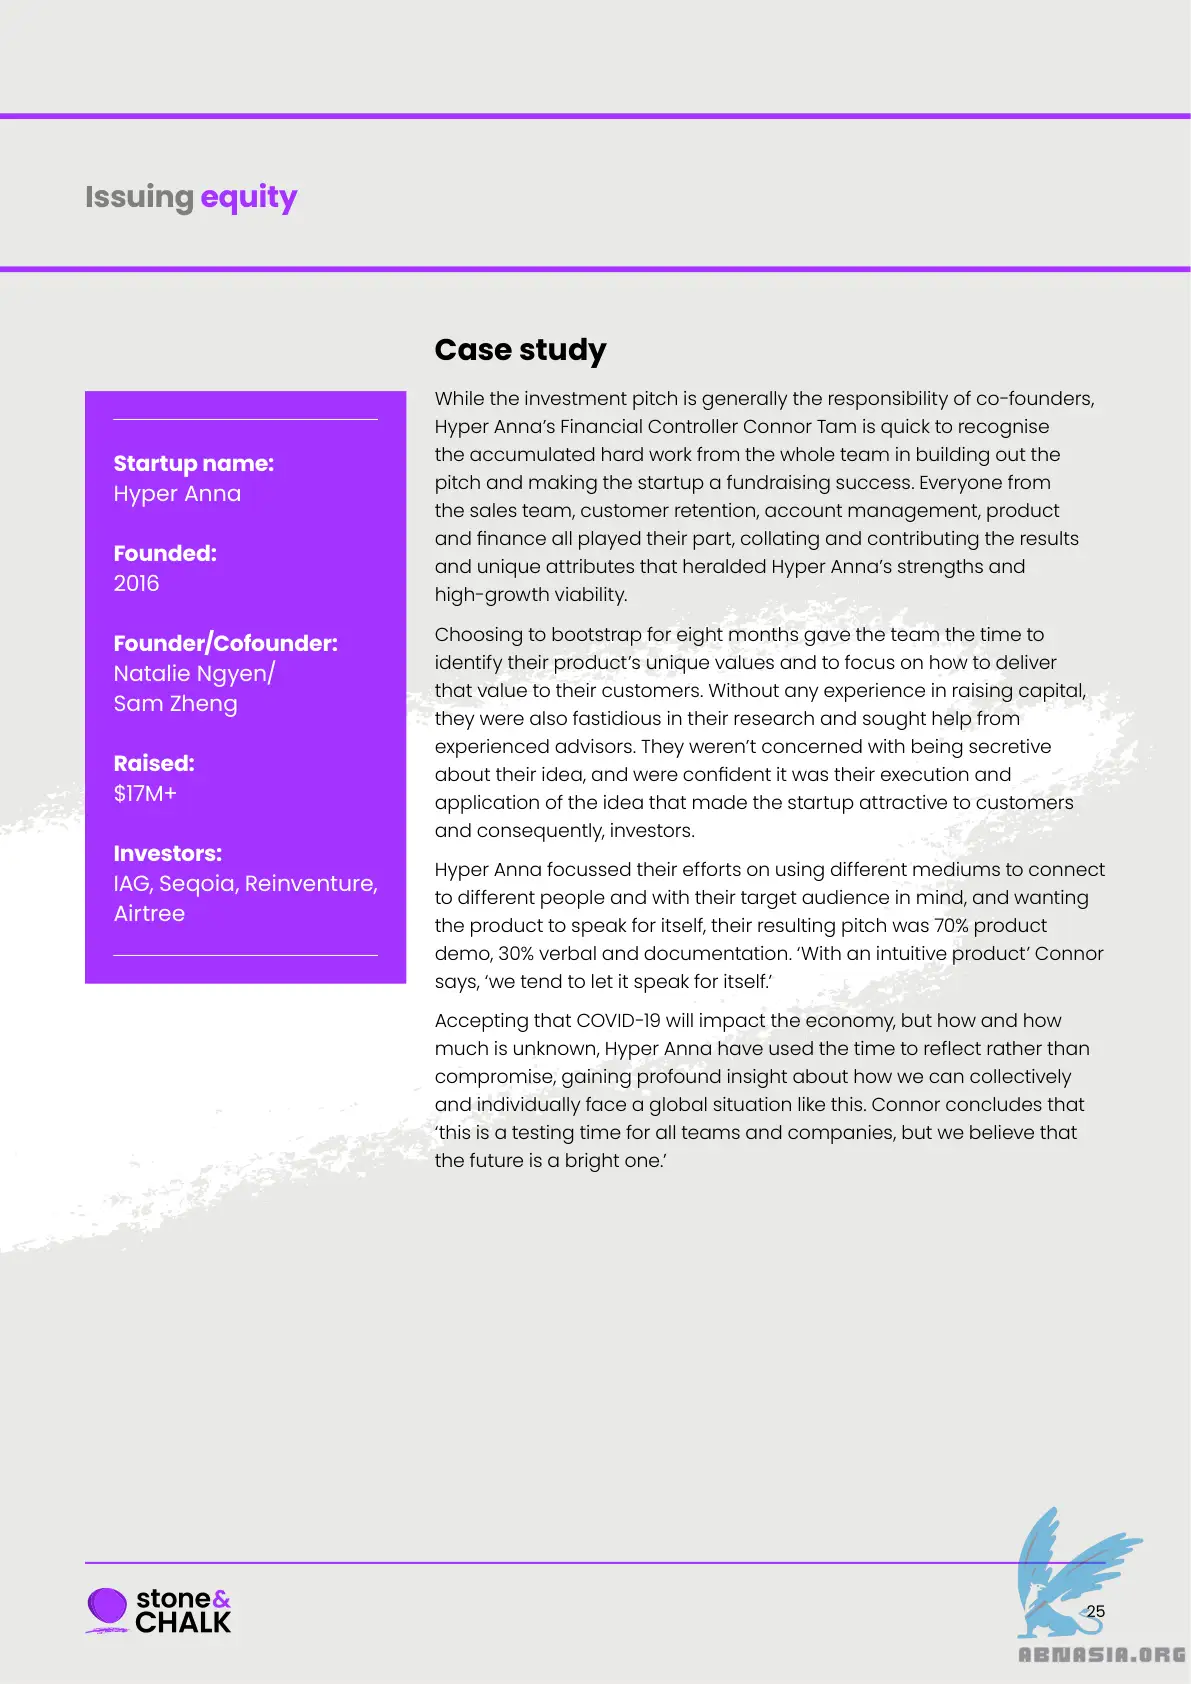 Issuing equity
Case study
Startup name:
Hyper Anna
Founded:
2016
Founder/Cofounder:
Natalie Ngyen/
Sam Zheng
Raised:
$17M+
Investors:
IAG, Seqoia, Reinventure,
Airtree
While the investment pitch is generally the responsibility of co-founders,
Hyper Anna’s Financial Controller Connor Tam is quick to recognise
the accumulated hard work from the whole team in building out the
pitch and making the startup a fundraising success. Everyone from
the sales team, customer retention, account management, product
and finance all played their part, collating and contributing the results
and unique attributes that heralded Hyper Anna’s strengths and
high-growth viability.
Choosing to bootstrap for eight months gave the team the time to
identify their product’s unique values and to focus on how to deliver
that value to their customers. Without any experience in raising capital,
they were also fastidious in their research and sought help from
experienced advisors. They weren’t concerned with being secretive
about their idea, and were confident it was their execution and
application of the idea that made the startup attractive to customers
and consequently, investors.
Hyper Anna focussed their efforts on using different mediums to connect
to different people and with their target audience in mind, and wanting
the product to speak for itself, their resulting pitch was 70% product
demo, 30% verbal and documentation. ‘With an intuitive product’ Connor
says, ‘we tend to let it speak for itself.’
Accepting that COVID-19 will impact the economy, but how and how
much is unknown, Hyper Anna have used the time to reflect rather than
compromise, gaining profound insight about how we can collectively
and individually face a global situation like this. Connor concludes that
‘this is a testing time for all teams and companies, but we believe that
the future is a bright one.’
stone&
CHALK
25
ABNASIA.ORG